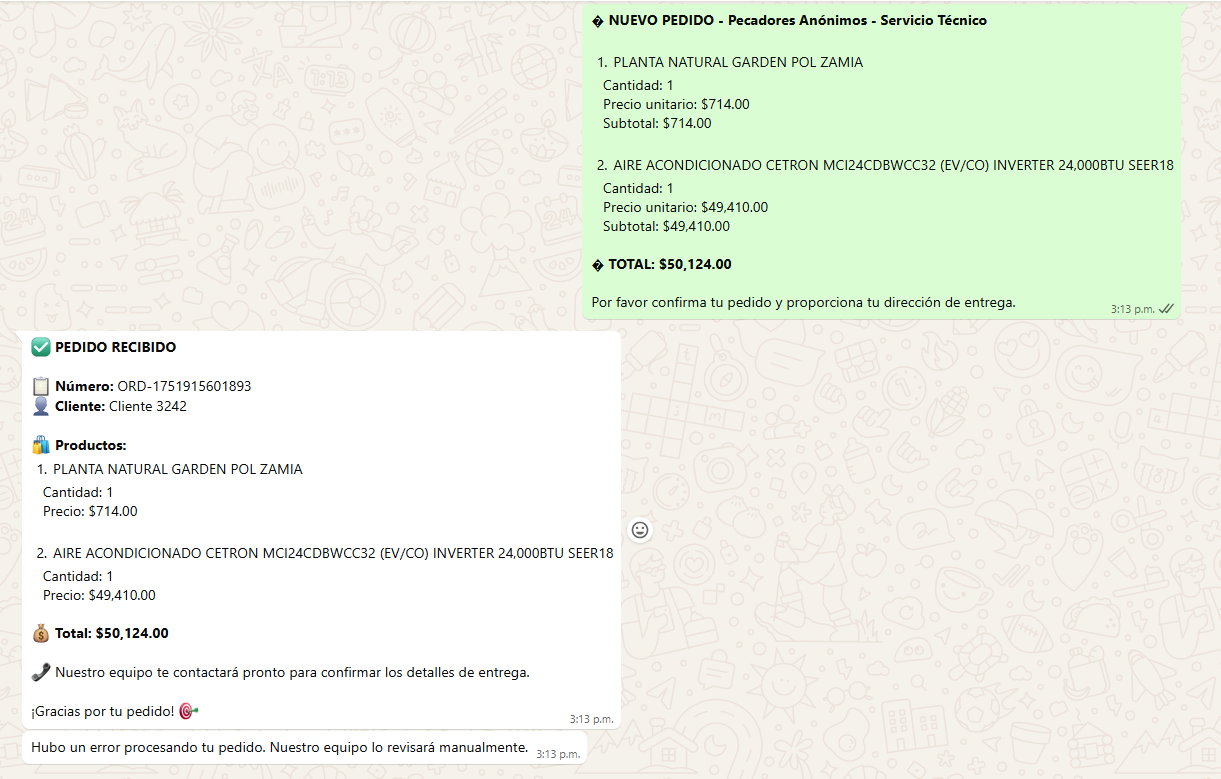 � NUEVO PEDIDO - Pecadores Anónimos - Servicio Técnico
1. PLANTA NATURAL GARDEN POL ZAMIA
Cantidad: 1
Precio unitario: $714.00
Subtotal: $714.00
2. AIRE ACONDICIONADO CETRON MCI24CDBWCC32 (EV/CO) INVERTER 24,000BTU SEER18
Cantidad: 1
Precio unitario: $49,410.00
Subtotal: $49,410.00
� TOTAL: $50,124.00
Por favor confirma tu pedido y proporciona tu dirección de entrega.
3:13 p.m.
✅ PEDIDO RECIBIDO
📋 Número: ORD-1751915601893
👤 Cliente: Cliente 3242
🛍️ Productos:
1. PLANTA NATURAL GARDEN POL ZAMIA
Cantidad: 1
Precio: $714.00
2. AIRE ACONDICIONADO CETRON MCI24CDBWCC32 (EV/CO) INVERTER 24,000BTU SEER18
Cantidad: 1
Precio: $49,410.00
💰 Total: $50,124.00
📞 Nuestro equipo te contactará pronto para confirmar los detalles de entrega.
¡Gracias por tu pedido! 🎯
3:13 p.m.
Hubo un error procesando tu pedido. Nuestro equipo lo revisará manualmente.
3:13 p.m.